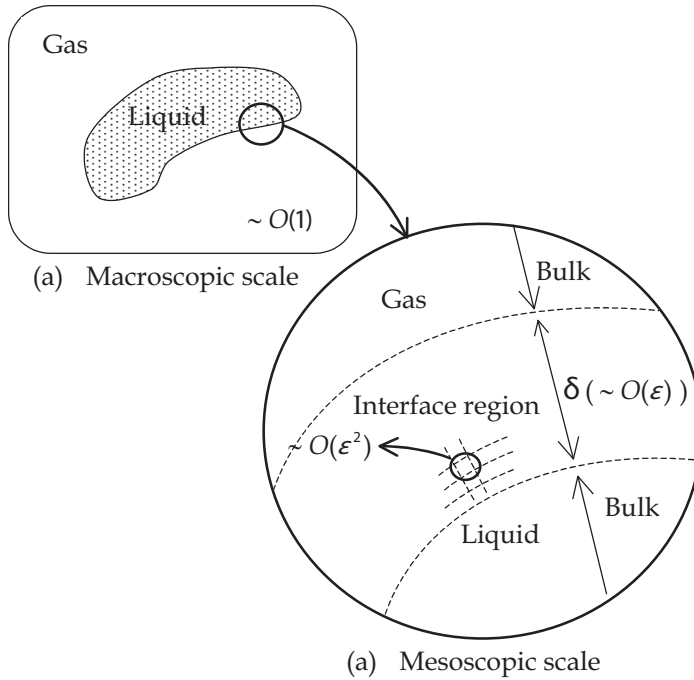 Gas
Liquid
~ O(1)
(a) Macroscopic scale
Bulk
Gas
δ ( ~ O(ε) )
Interface region
~ O(ε²)
Bulk
Liquid
(a) Mesoscopic scale